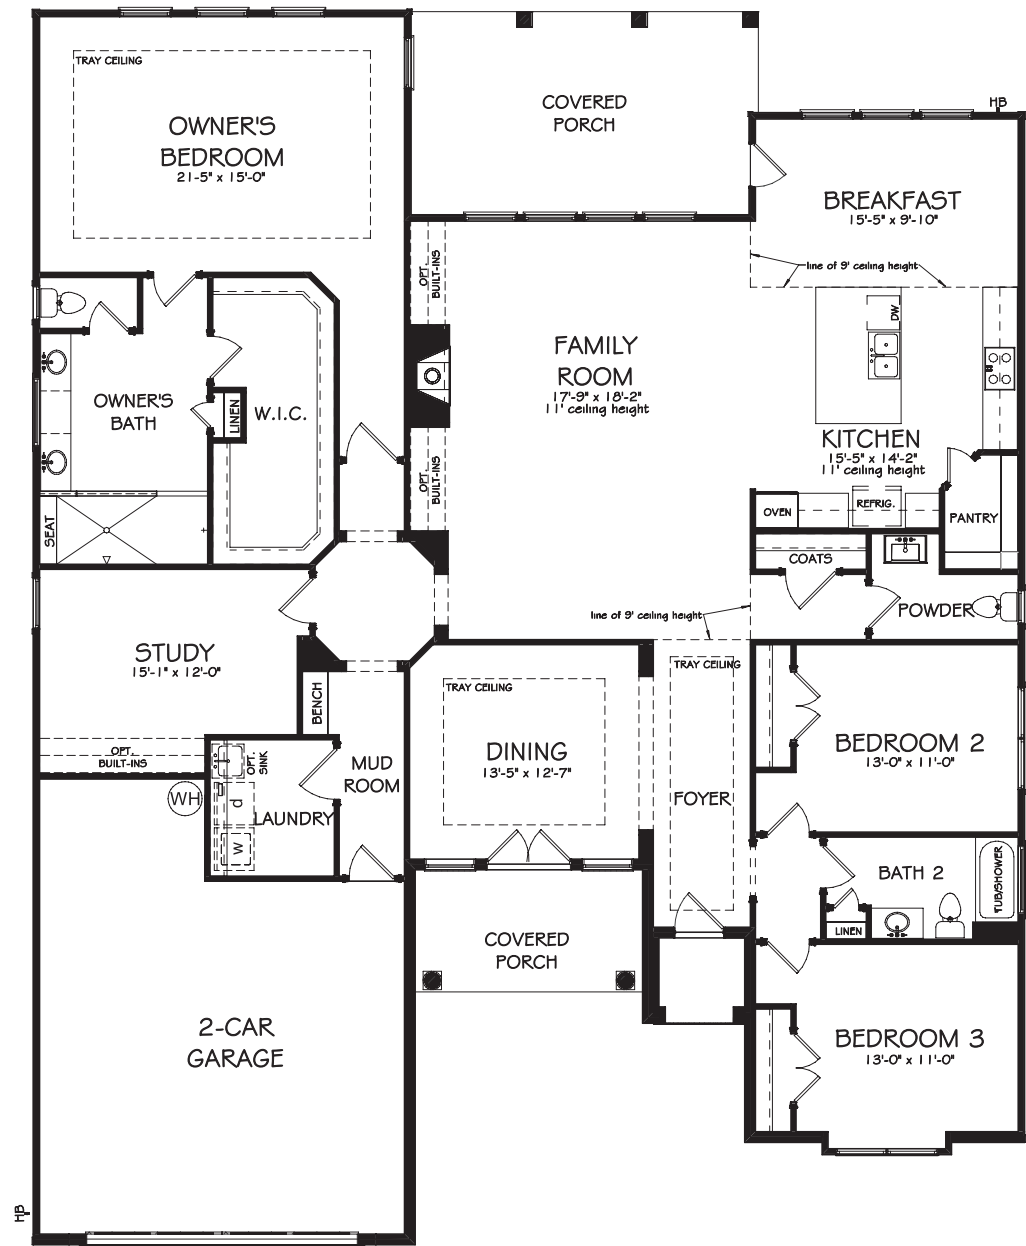 TRAY CEILING
OWNER'S
BEDROOM
21'-5" x 15'-0"
COVERED
PORCH
HB
BREAKFAST
15'-5" x 9'-10"
line of 9' ceiling height
OPT.
BUILT-INS
DW
FAMILY
ROOM
17'-9" x 18'-2"
11' ceiling height
OWNER'S
BATH
LINEN
W.I.C.
KITCHEN
15'-5" x 14'-2"
11' ceiling height
OPT.
BUILT-INS
OVEN
REFRIG.
PANTRY
SEAT
COATS
POWDER
line of 9' ceiling height
STUDY
15'-1" x 12'-0"
BENCH
TRAY CEILING
TRAY CEILING
OPT.
BUILT-INS
OPT.
SINK
MUD
ROOM
DINING
13'-5" x 12'-7"
BEDROOM 2
13'-0" x 11'-0"
WH
d
LAUNDRY
W
FOYER
BATH 2
TUB/SHOWER
LINEN
COVERED
PORCH
2-CAR
GARAGE
BEDROOM 3
13'-0" x 11'-0"
HB